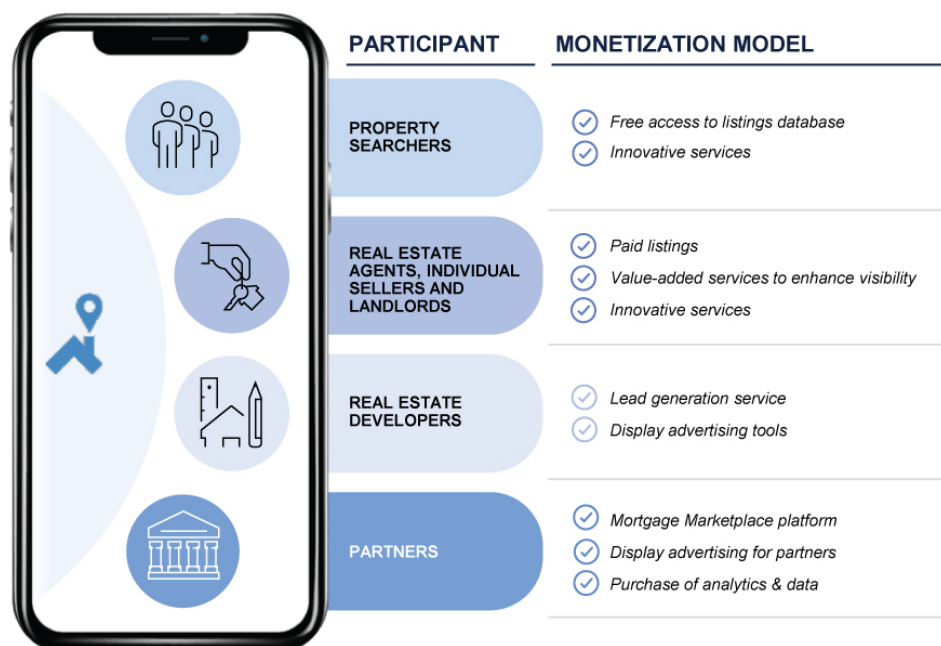 PARTICIPANT
MONETIZATION MODEL
PROPERTY
SEARCHERS
Free access to listings database
Innovative services
REAL ESTATE
AGENTS, INDIVIDUAL
SELLERS AND
LANDLORDS
Paid listings
Value-added services to enhance visibility
Innovative services
REAL ESTATE
DEVELOPERS
Lead generation service
Display advertising tools
PARTNERS
Mortgage Marketplace platform
Display advertising for partners
Purchase of analytics & data